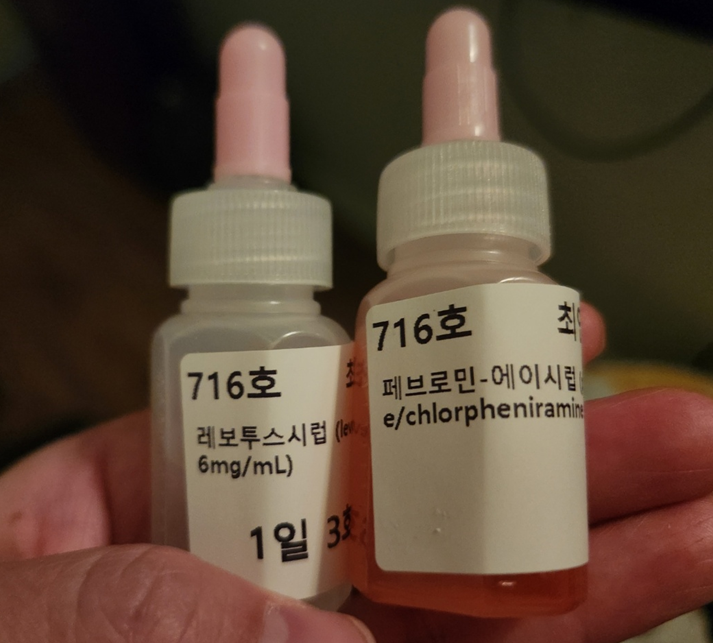 716호
레보투스시럽
6mg/mL)
1일
716호
페브로민-에이시럽
e/chlorpheniramine